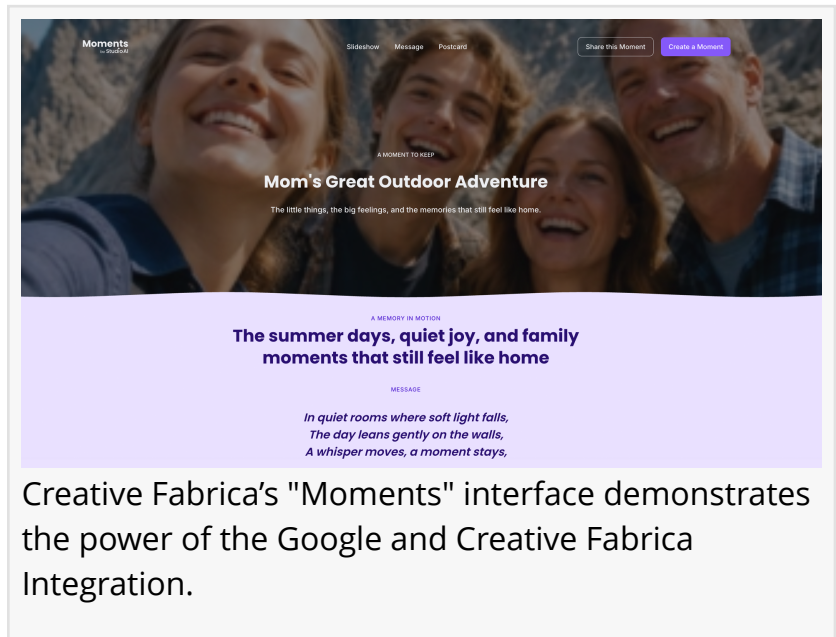 Moments
by StudioAI
Slideshow Message Postcard
Share this Moment Create a Moment
A MOMENT TO KEEP
Mom's Great Outdoor Adventure
The little things, the big feelings, and the memories that still feel like home.
A MEMORY IN MOTION
The summer days, quiet joy, and family
moments that still feel like home
MESSAGE
In quiet rooms where soft light falls,
The day leans gently on the walls,
A whisper moves, a moment stays,
Creative Fabrica’s "Moments" interface demonstrates
the power of the Google and Creative Fabrica
Integration.